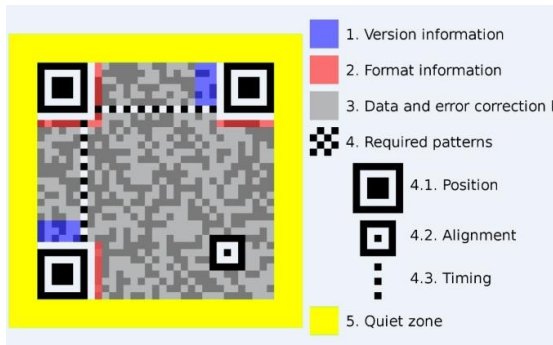 1. Version information
2. Format information
3. Data and error correction
4. Required patterns
4.1. Position
4.2. Alignment
4.3. Timing
5. Quiet zone